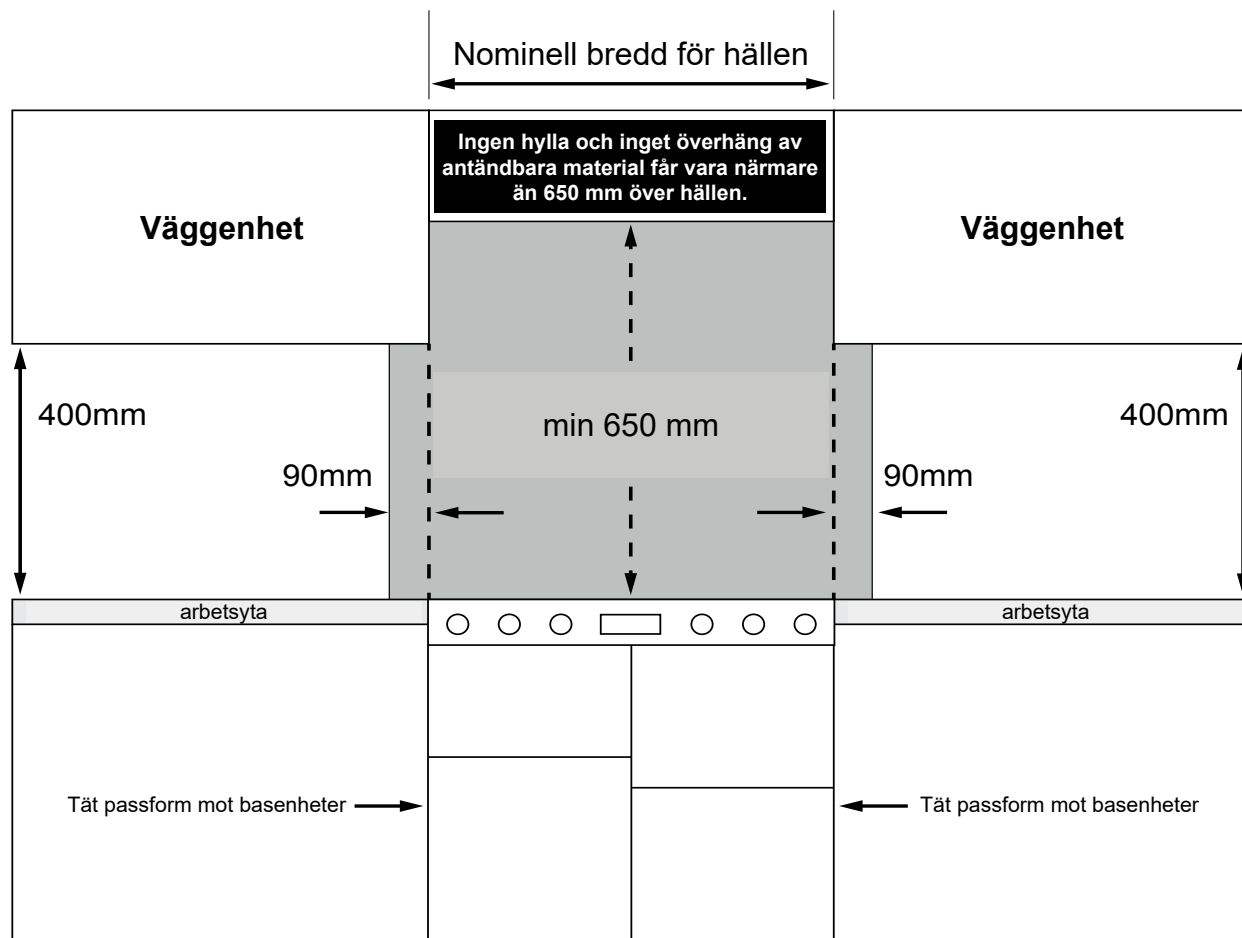 Nominell bredd för hällen
Ingen hylla och inget överhäng av
antändbara material får vara närmare
än 650 mm över hällen.
Väggenhet
Väggenhet
400mm
400mm
min 650 mm
90mm
90mm
arbetsyta
arbetsyta
Tät passform mot basenheter
Tät passform mot basenheter